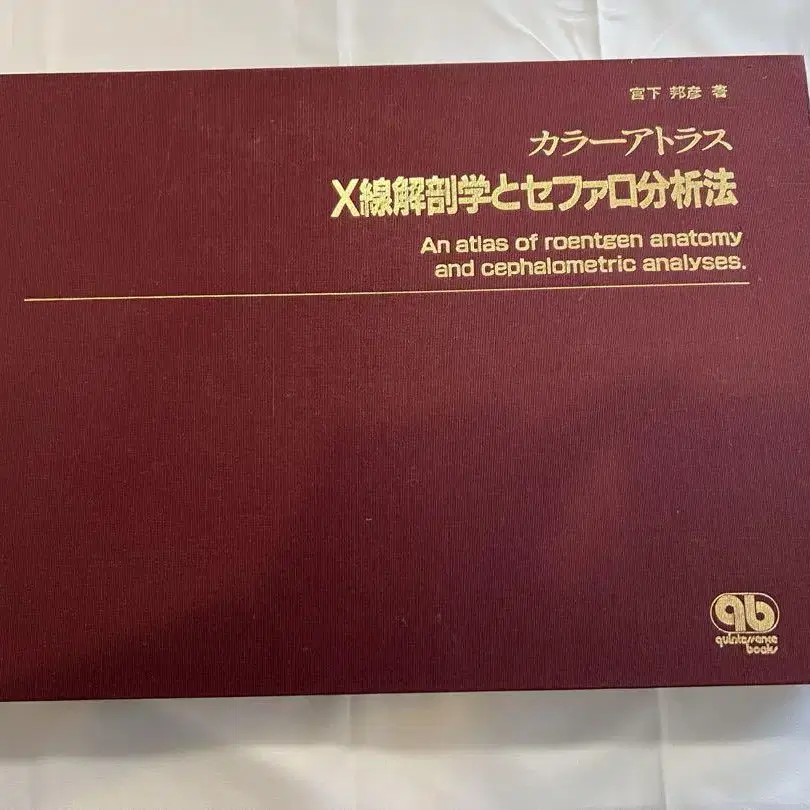 宮下 邦彦 著
カラーアトラス
X線解剖学とセファロ分析法
An atlas of roentgen anatomy
and cephalometric analyses.
qb
quintessence
books